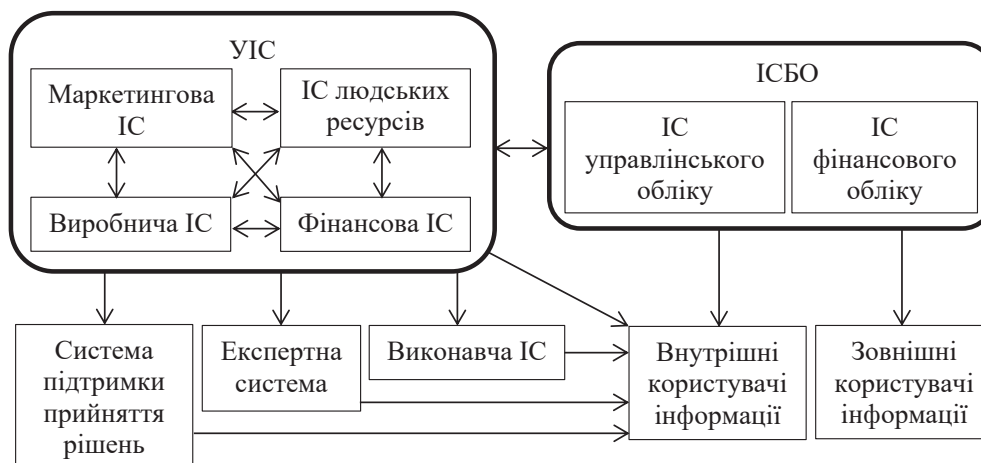 УІС
Маркетингова
ІС
ІС людських
ресурсів
Виробнича ІС
Фінансова ІС
ІСБО
ІС
управлінського
обліку
ІС
фінансового
обліку
Система
підтримки
прийняття
рішень
Експертна
система
Виконавча ІС
Внутрішні
користувачі
інформації
Зовнішні
користувачі
інформації